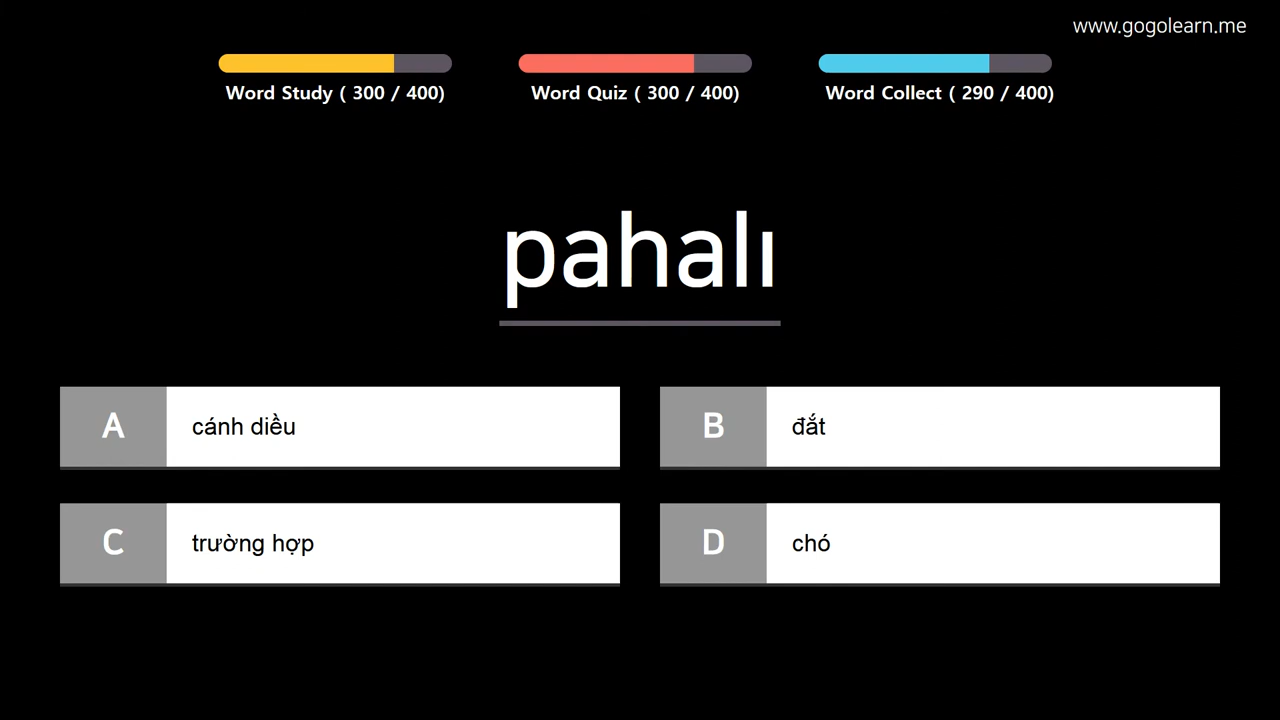 www.gogolearn.me
Word Study ( 300 / 400)
Word Quiz ( 300 / 400)
Word Collect ( 290 / 400)
pahalı
A cánh diều
B đắt
C trường hợp
D chó